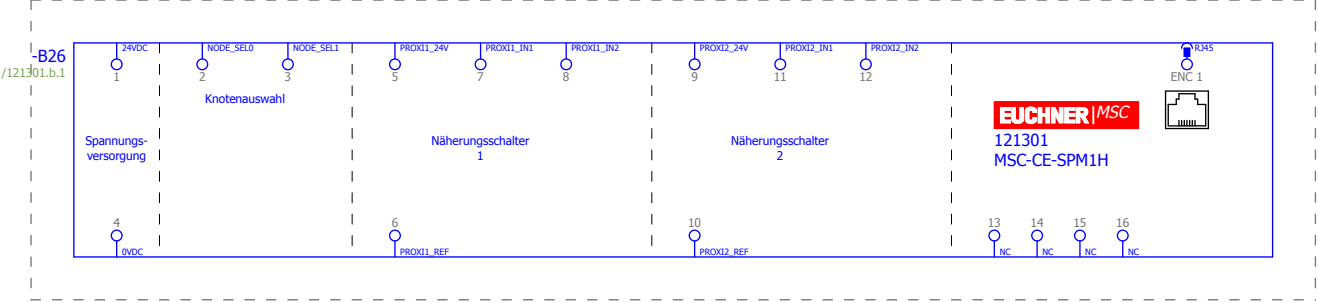 -B26
/121301.b.1
24VDC
NODE_SEL0
NODE_SEL1
PROXI1_24V
PROXI1_IN1
PROXI1_IN2
PROXI2_24V
PROXI2_IN1
PROXI2_IN2
RJ45
1
2
3
5
7
8
9
11
12
ENC 1
Knotenauswahl
EUCHNER|MSC
Spannungs-
versorgung
Näherungsschalter
1
Näherungsschalter
2
121301
MSC-CE-SPM1H
4
6
10
13
14
15
16
0VDC
PROXI1_REF
PROXI2_REF
NC
NC
NC
NC